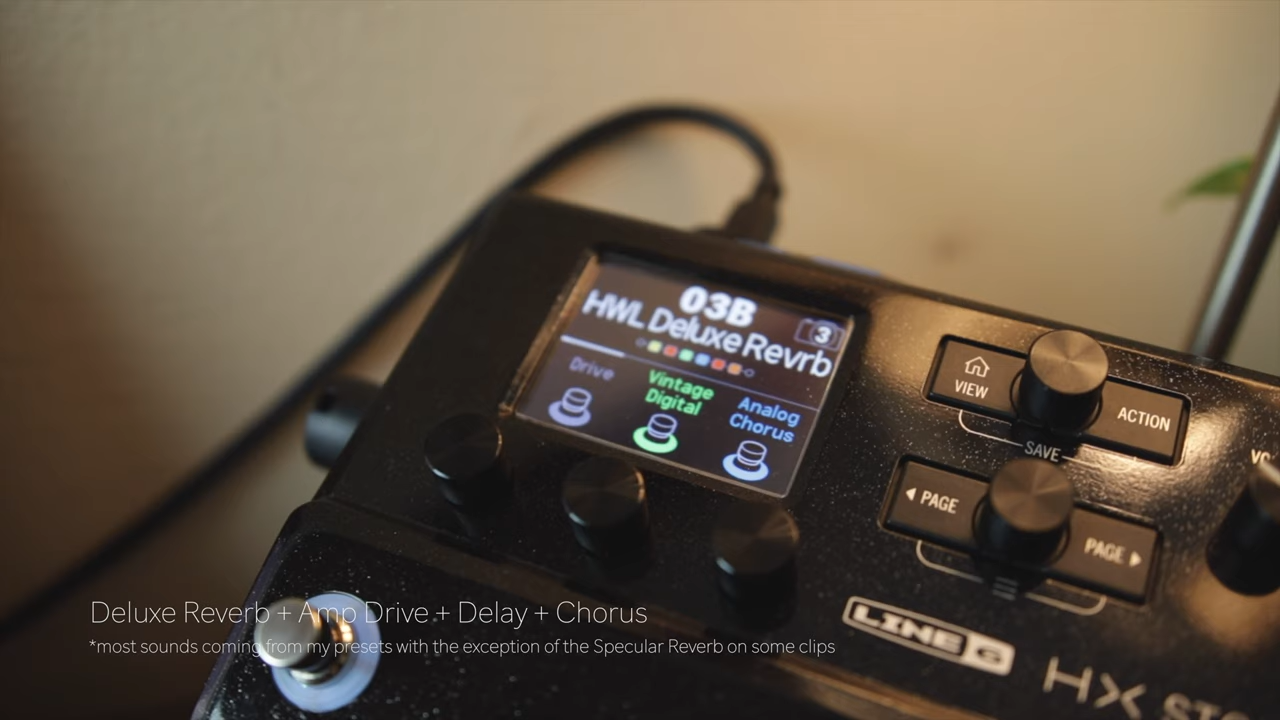 03B
HWL Deluxe Revrb
3
Drive
Vintage
Digital
Analog
Chorus
VIEW
ACTION
SAVE
PAGE
PAGE
LINE 6
HX
Deluxe Reverb + Amp Drive + Delay + Chorus
*most sounds coming from my presets with the exception of the Specular Reverb on some clips